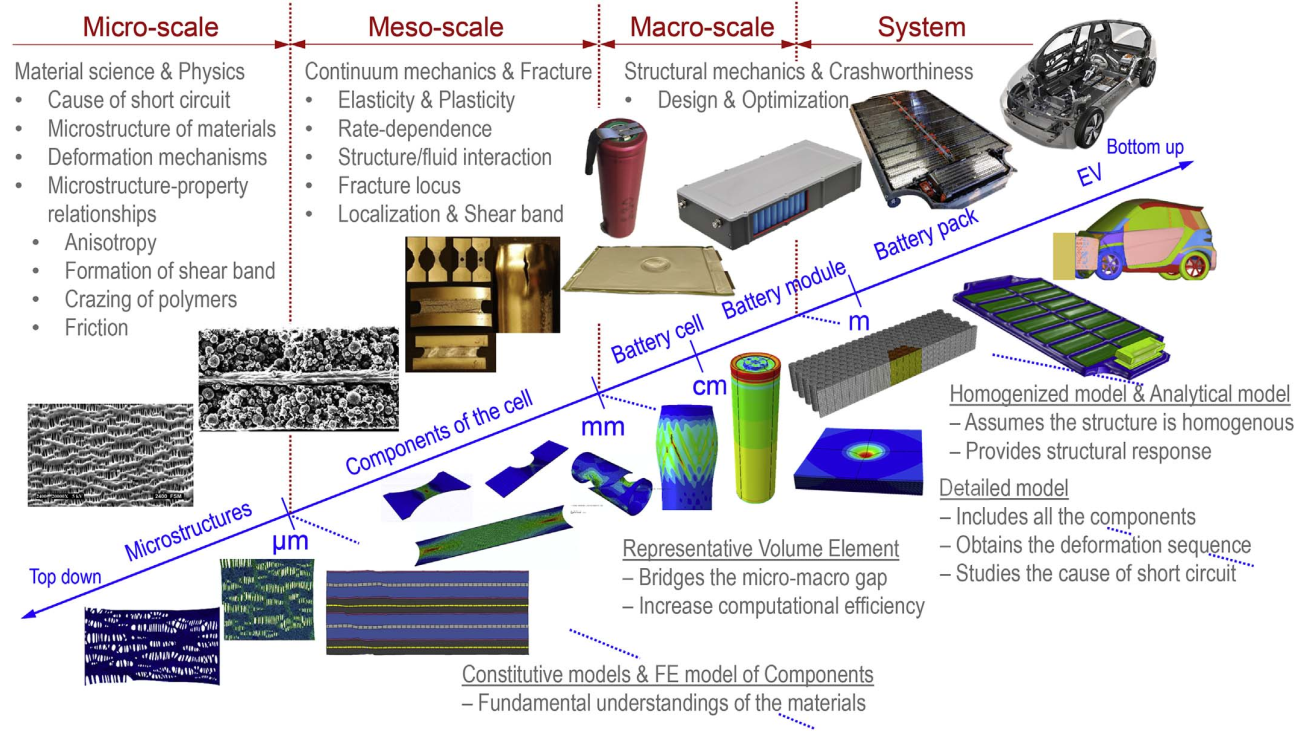 Micro-scale
Meso-scale
Macro-scale
System
Material science & Physics
• Cause of short circuit
• Microstructure of materials
• Deformation mechanisms
• Microstructure-property
relationships
• Anisotropy
• Formation of shear band
• Crazing of polymers
• Friction
Continuum mechanics & Fracture
• Elasticity & Plasticity
• Rate-dependence
• Structure/fluid interaction
• Fracture locus
• Localization & Shear band
Structural mechanics & Crashworthiness
• Design & Optimization
Bottom up
EV
Battery pack
Battery module
Battery cell
Components of the cell
Microstructures
Top down
m
cm
mm
µm
Homogenized model & Analytical model
– Assumes the structure is homogenous
– Provides structural response
Detailed model
– Includes all the components
– Obtains the deformation sequence
– Studies the cause of short circuit
Representative Volume Element
– Bridges the micro-macro gap
– Increase computational efficiency
Constitutive models & FE model of Components
– Fundamental understandings of the materials
2400 FSM